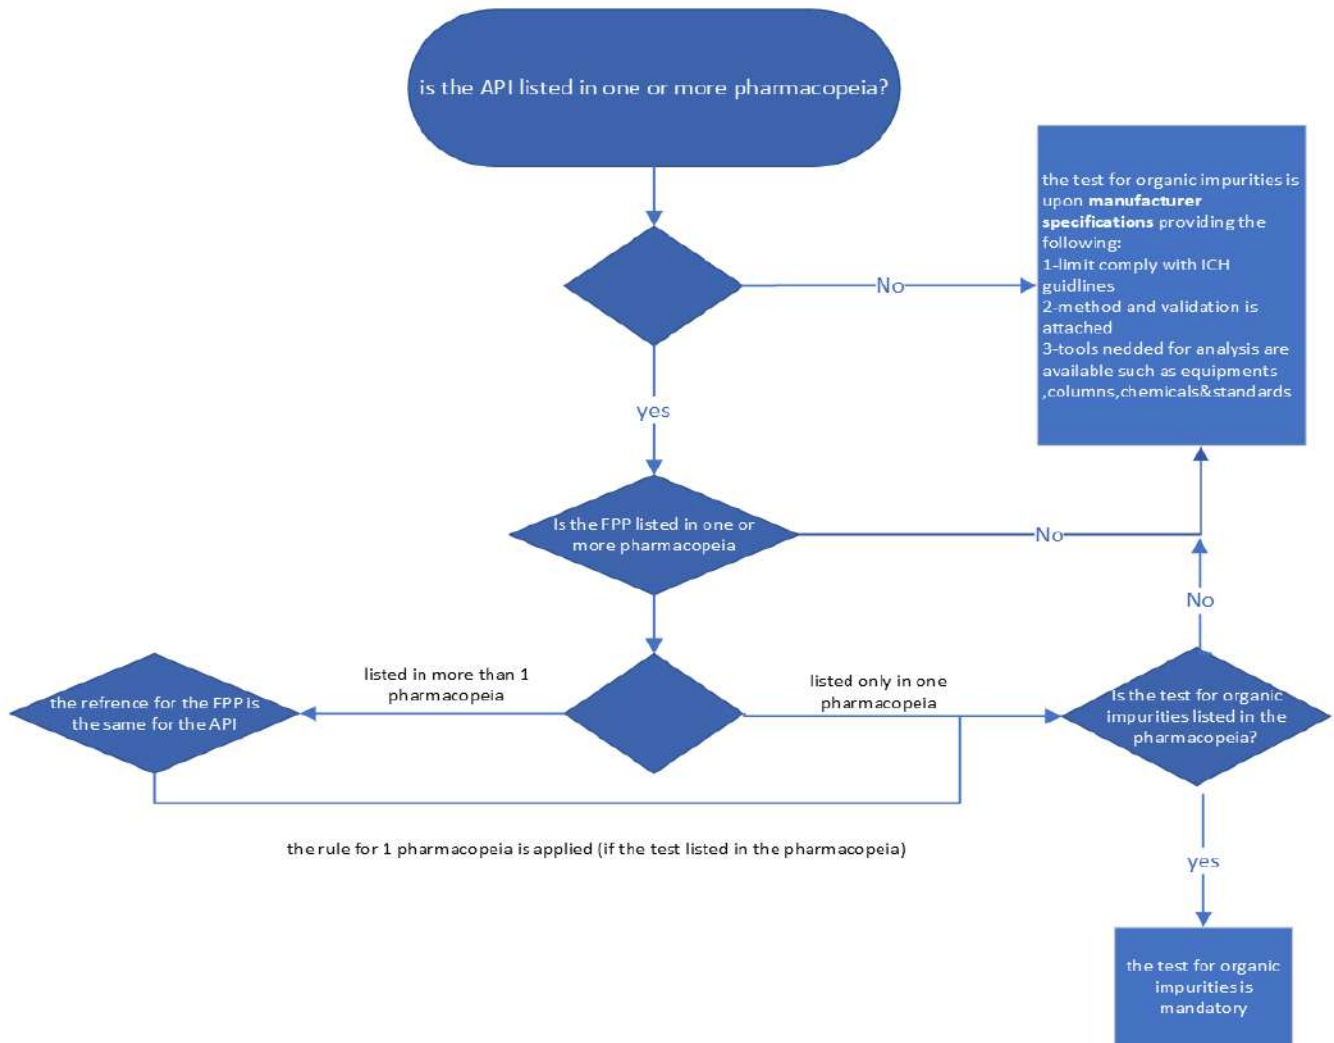 is the API listed in one or more pharmacopeia?
the test for organic impurities is
upon manufacturer
specifications providing the
following:
1-limit comply with ICH
guidlines
2-method and validation is
attached
3-tools nedded for analysis are
available such as equipments
,columns,chemicals&standards
No
yes
Is the FPP listed in one or
more pharmacopeia
No
No
listed in more than 1
pharmacopeia
listed only in one
pharmacopeia
the refrence for the FPP is
the same for the API
Is the test for organic
impurities listed in the
pharmacopeia?
the rule for 1 pharmacopeia is applied (if the test listed in the pharmacopeia)
yes
the test for organic
impurities is
mandatory